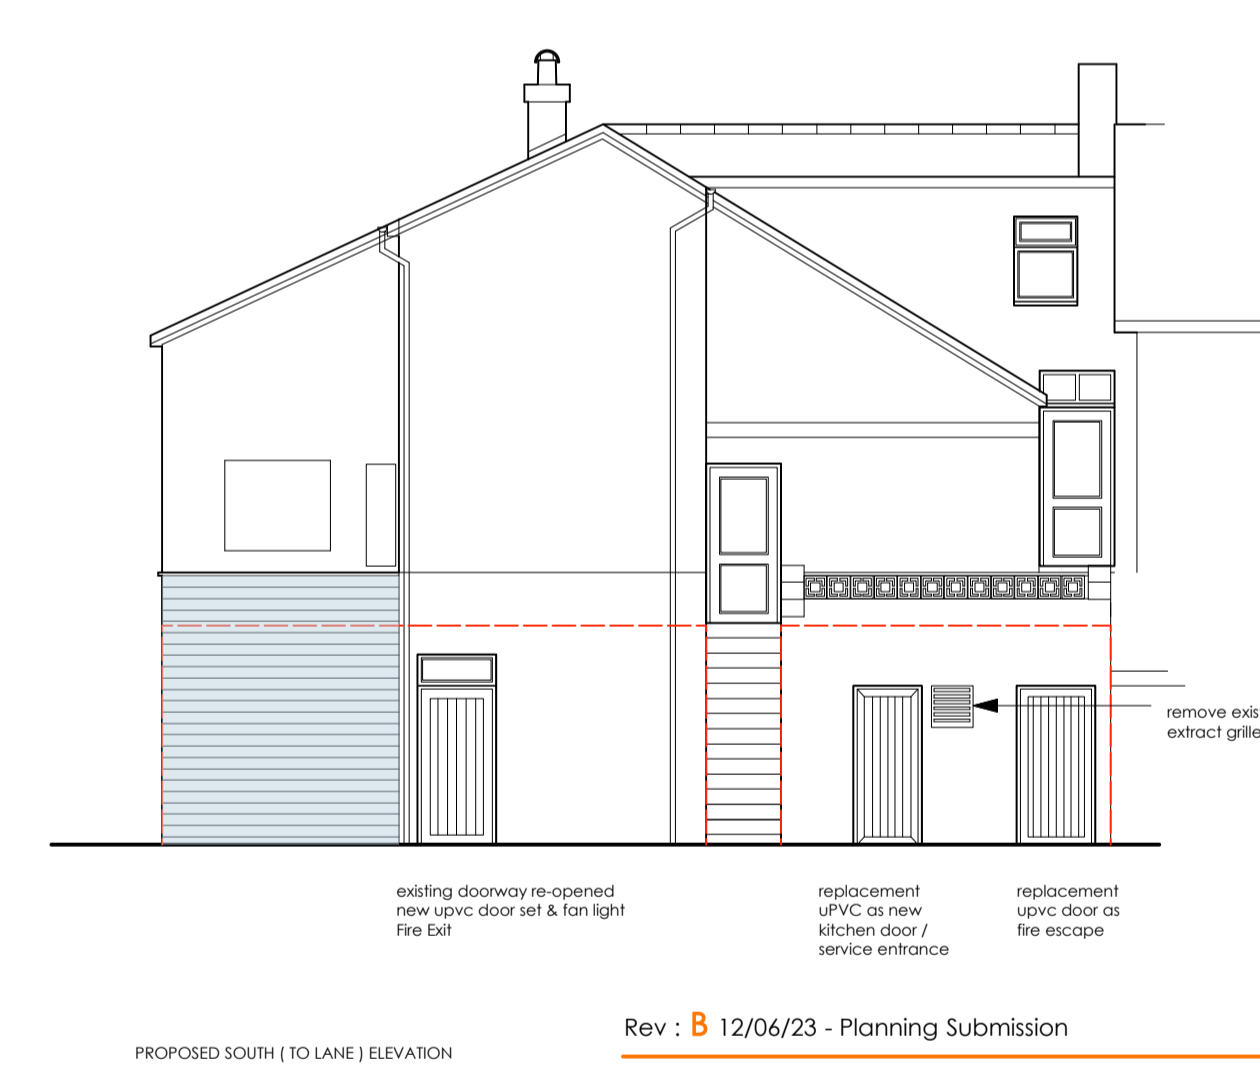 remove exis
extract grille
existing doorway re-opened
new upvc door set & fan light
Fire Exit
replacement
uPVC as new
kitchen door /
service entrance
replacement
upvc door as
fire escape
Rev : B 12/06/23 - Planning Submission
PROPOSED SOUTH ( TO LANE ) ELEVATION